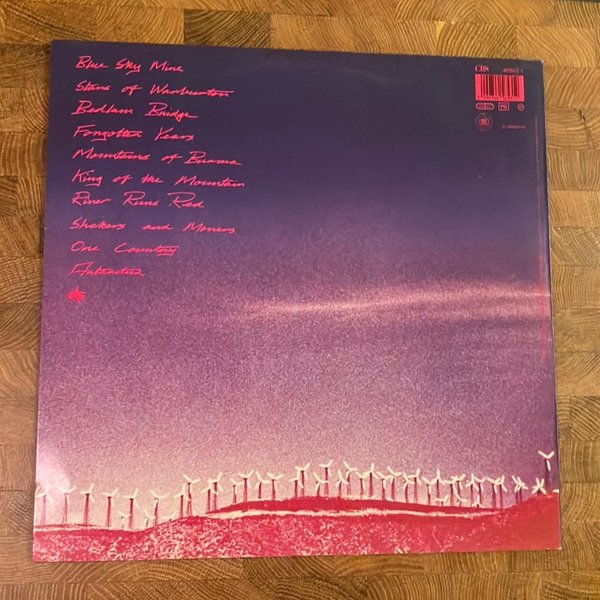 Blue Sky Mine
Stars of Warburton
Bedlam Bridge
Forgotten Years
Mountains of Burma
King of the Mountain
River Runs Red
Shakers and Movers
One Country
Antarctica
CBS